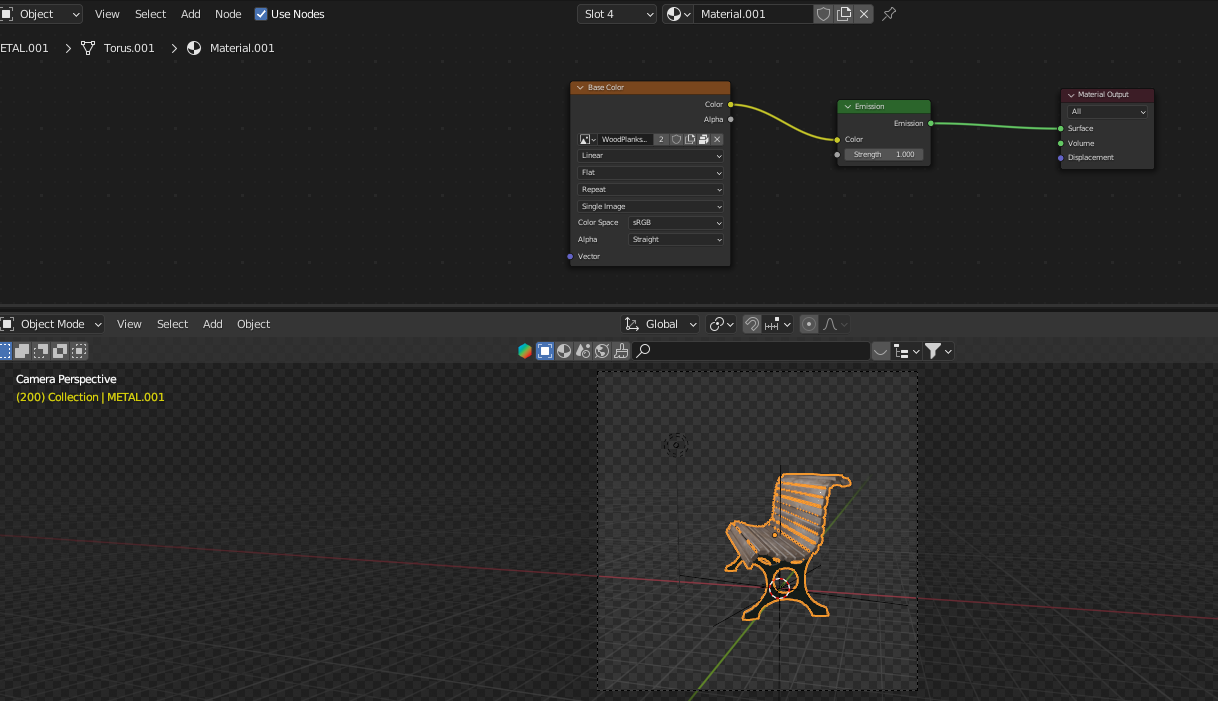 Object View Select Add Node Use Nodes Slot 4 Material.001
ETAL.001 Torus.001 Material.001
Base Color
Color
Alpha
WoodPlanks... 2
Linear
Flat
Repeat
Single Image
Color Space sRGB
Alpha Straight
Vector
Emission
Emission
Color
Strength 1.000
Material Output
All
Surface
Volume
Displacement
Object Mode View Select Add Object Global
Camera Perspective
(200) Collection | METAL.001